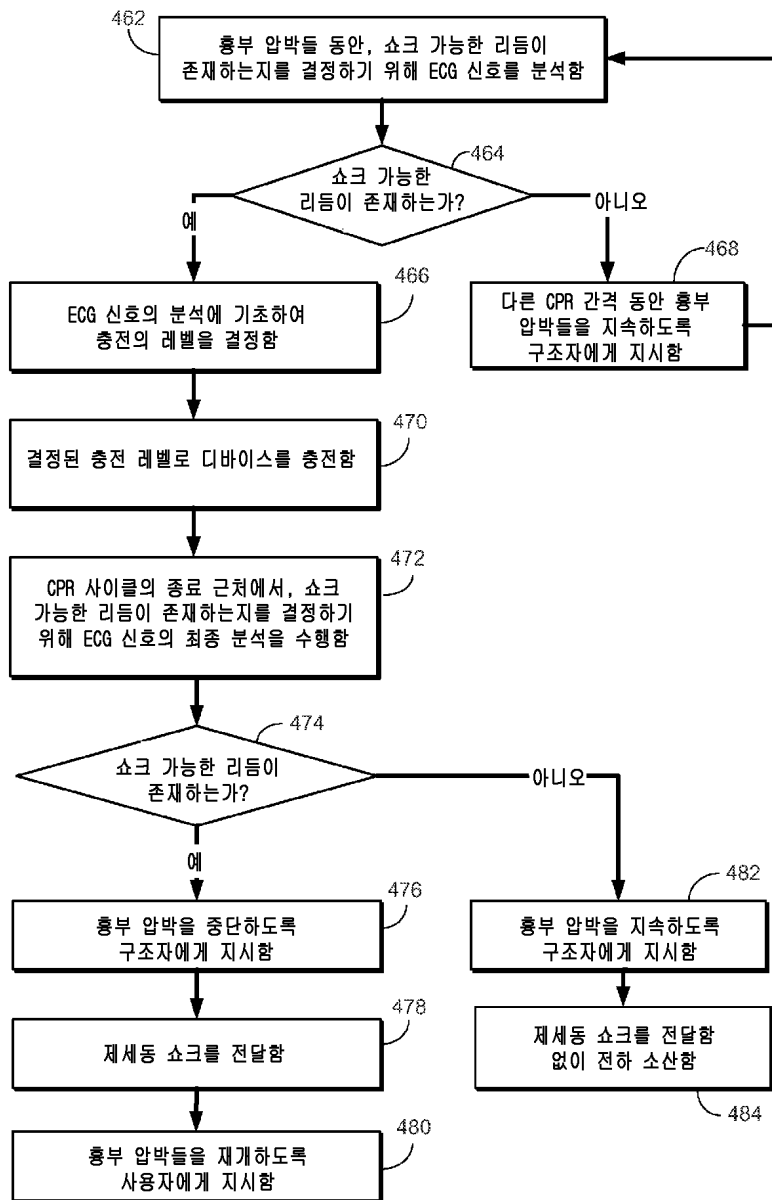 462
흉부 압박들 동안, 쇼크 가능한 리듬이
존재하는지를 결정하기 위해 ECG 신호를 분석함
464
쇼크 가능한
리듬이 존재하는가?
예
아니오
466
ECG 신호의 분석에 기초하여
충전의 레벨을 결정함
468
다른 CPR 간격 동안 흉부
압박들을 지속하도록
구조자에게 지시함
470
결정된 충전 레벨로 디바이스를 충전함
472
CPR 사이클의 종료 근처에서, 쇼크
가능한 리듬이 존재하는지를 결정하기
위해 ECG 신호의 최종 분석을 수행함
474
쇼크 가능한 리듬이
존재하는가?
아니오
예
476
흉부 압박을 중단하도록
구조자에게 지시함
482
흉부 압박을 지속하도록
구조자에게 지시함
478
제세동 쇼크를 전달함
제세동 쇼크를 전달함
없이 전하 소산함
484
480
흉부 압박들을 재개하도록
사용자에게 지시함